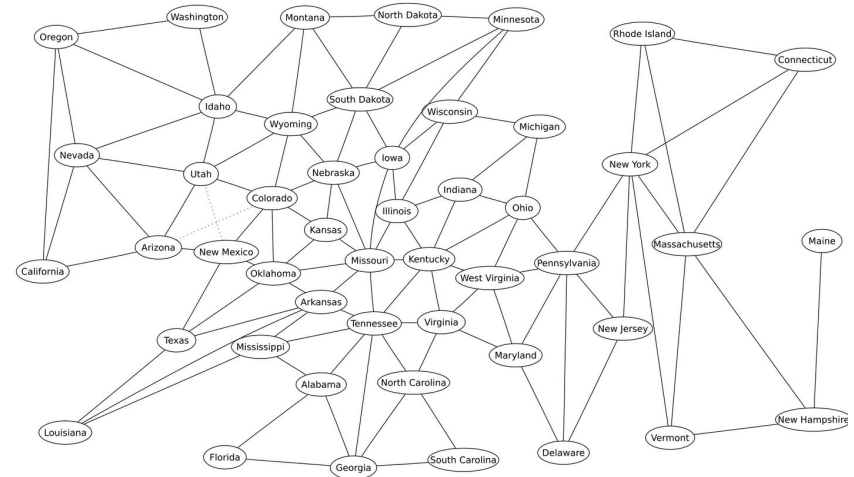 Washington
Montana
North Dakota
Minnesota
Oregon
Rhode Island
Connecticut
Idaho
South Dakota
Wisconsin
Wyoming
Michigan
Nevada
Iowa
New York
Utah
Nebraska
Indiana
Colorado
Illinois
Ohio
Kansas
Arizona
New Mexico
Massachusetts
Maine
California
Oklahoma
Missouri
Kentucky
West Virginia
Pennsylvania
Arkansas
Tennessee
Virginia
New Jersey
Texas
Mississippi
Maryland
Alabama
North Carolina
Louisiana
New Hampshire
Vermont
Florida
Georgia
South Carolina
Delaware